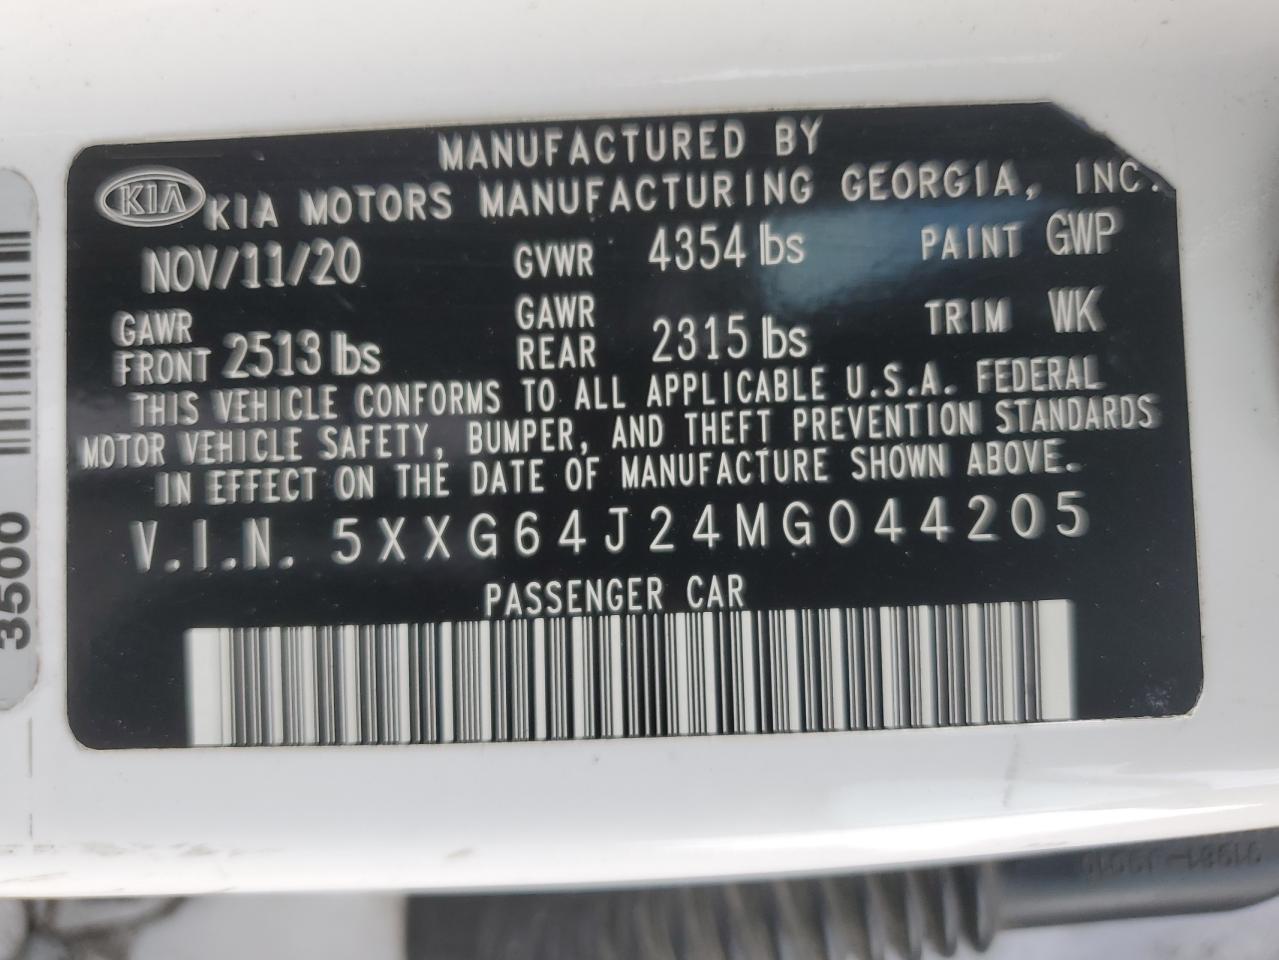 MANUFACTURED BY
KIA KIA MOTORS MANUFACTURING GEORGIA, INC.
NOV/11/20 GVWR 4354 lbs PAINT GWP
GAWR FRONT 2513 lbs GAWR REAR 2315 lbs TRIM WK
THIS VEHICLE CONFORMS TO ALL APPLICABLE U.S.A. FEDERAL
MOTOR VEHICLE SAFETY, BUMPER, AND THEFT PREVENTION STANDARDS
IN EFFECT ON THE DATE OF MANUFACTURE SHOWN ABOVE.
V.I.N. 5XXG64J24MG044205
PASSENGER CAR
3500